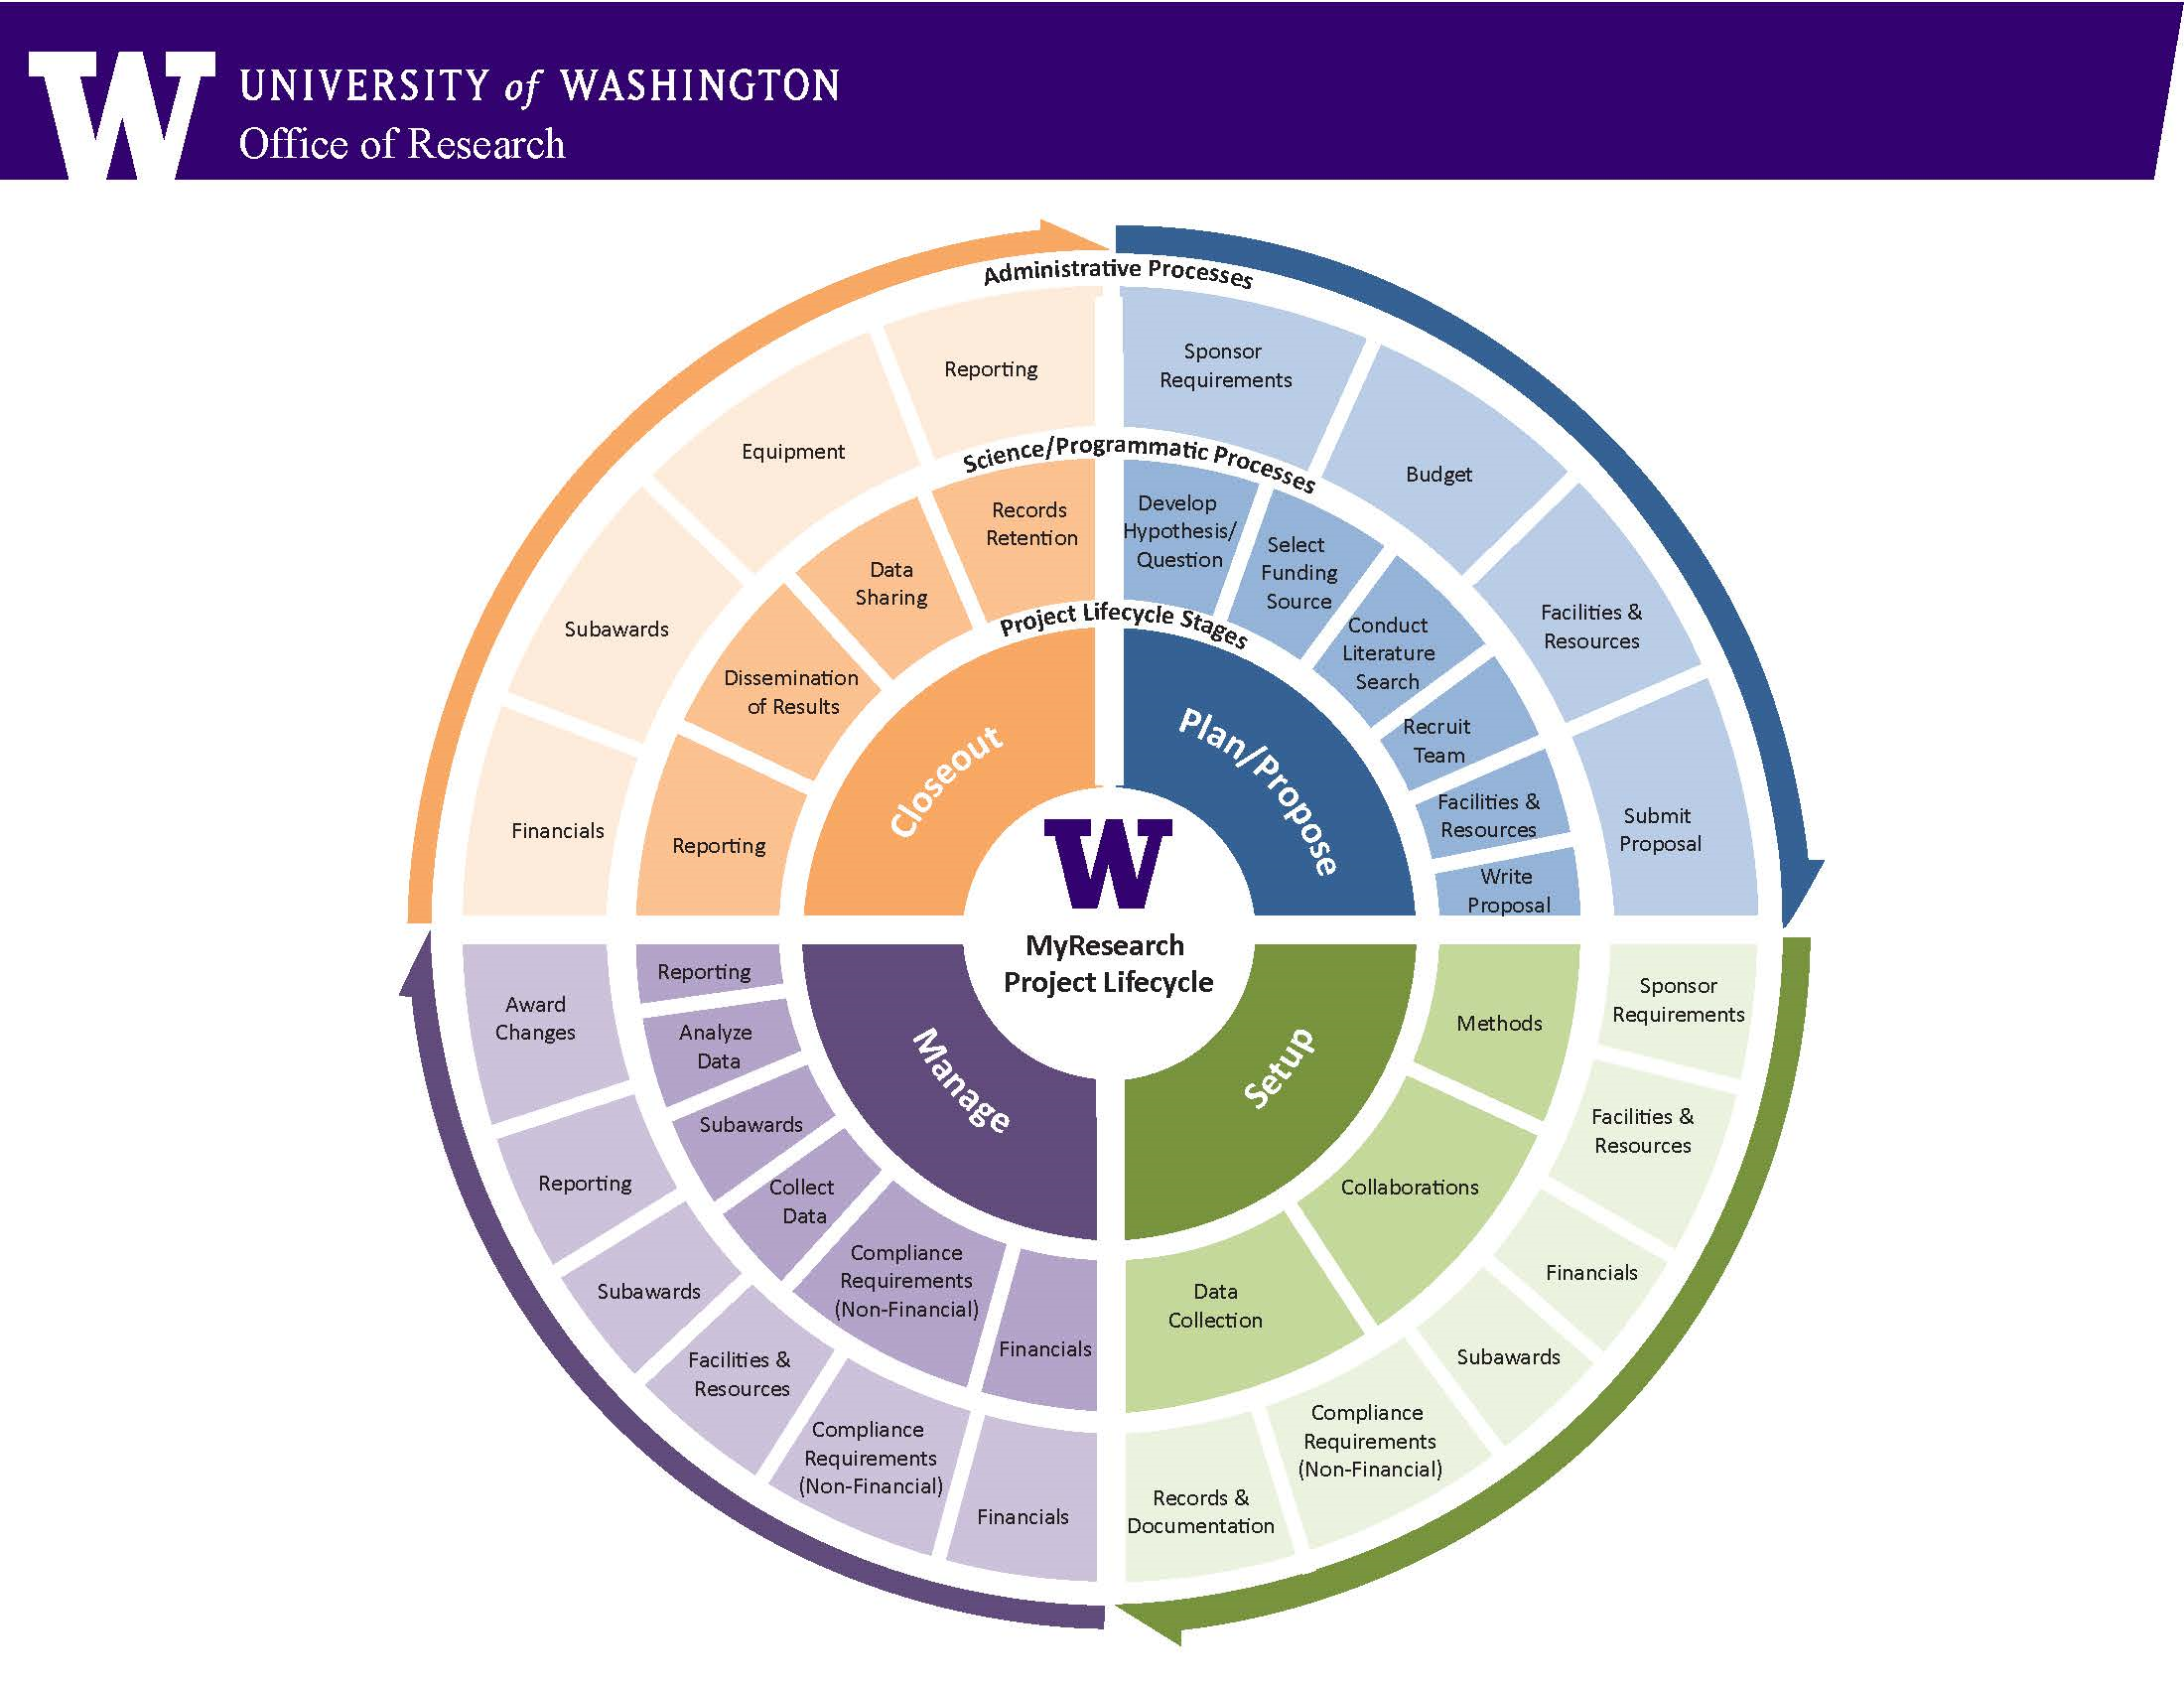 W UNIVERSITY of WASHINGTON
Office of Research
Administrative Processes
Science/Programmatic Processes
Project Lifecycle Stages
W
MyResearch
Project Lifecycle
Plan/Propose
Develop
Hypothesis/
Question
Select
Funding
Source
Conduct
Literature
Search
Recruit
Team
Facilities &
Resources
Write
Proposal
Sponsor
Requirements
Budget
Facilities &
Resources
Submit
Proposal
Setup
Methods
Collaborations
Data
Collection
Sponsor
Requirements
Facilities &
Resources
Financials
Subawards
Compliance
Requirements
(Non-Financial)
Records &
Documentation
Manage
Financials
Compliance
Requirements
(Non-Financial)
Collect
Data
Subawards
Analyze
Data
Reporting
Financials
Compliance
Requirements
(Non-Financial)
Facilities &
Resources
Subawards
Reporting
Award
Changes
Closeout
Reporting
Dissemination
of Results
Data
Sharing
Records
Retention
Financials
Subawards
Equipment
Reporting